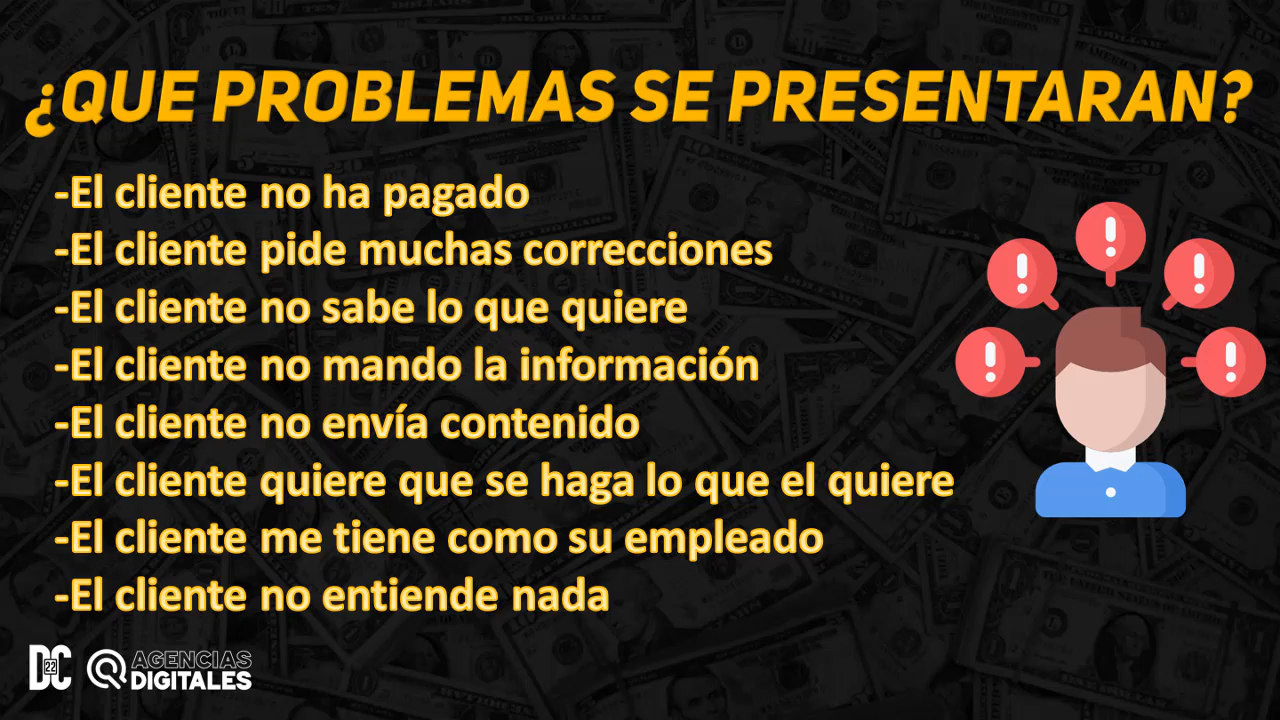 ¿QUE PROBLEMAS SE PRESENTARAN?
-El cliente no ha pagado
-El cliente pide muchas correcciones
-El cliente no sabe lo que quiere
-El cliente no mando la información
-El cliente no envía contenido
-El cliente quiere que se haga lo que el quiere
-El cliente me tiene como su empleado
-El cliente no entiende nada
DC 22
AGENCIAS
DIGITALES